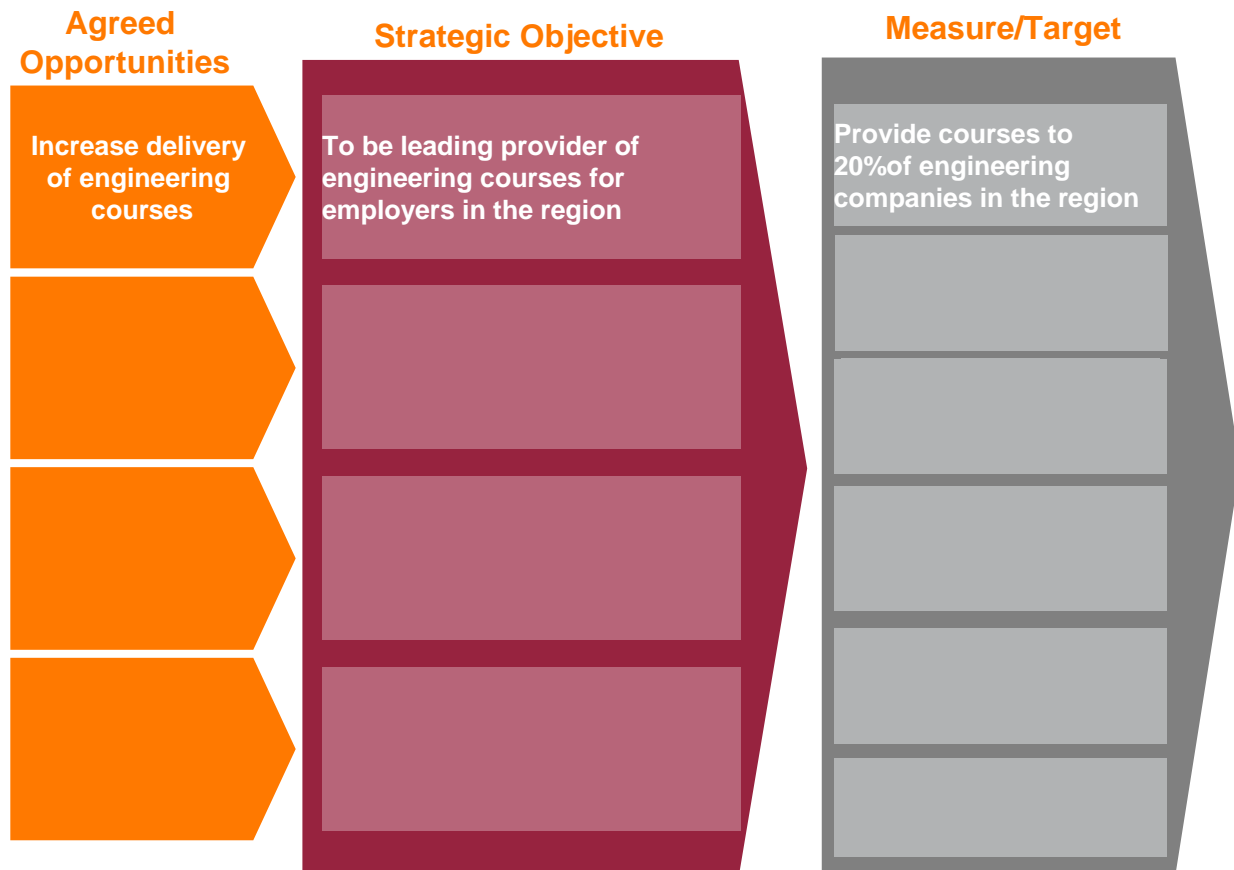 Agreed
Opportunities
Strategic Objective
Measure/Target
Increase delivery
of engineering
courses
To be leading provider of
engineering courses for
employers in the region
Provide courses to
20%of engineering
companies in the region